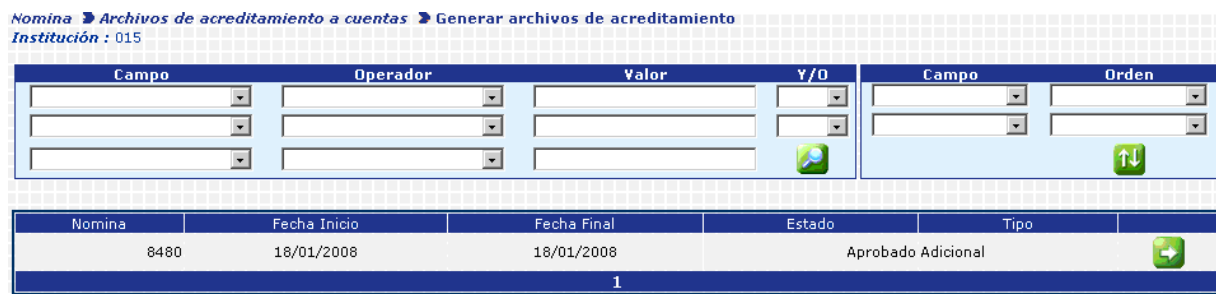 Nomina Archivos de acreditamiento a cuentas Generar archivos de acreditamiento
Institución : 015
Campo Operador Valor Y/O Campo Orden
Nomina Fecha Inicio Fecha Final Estado Tipo
8480 18/01/2008 18/01/2008 Aprobado Adicional
1